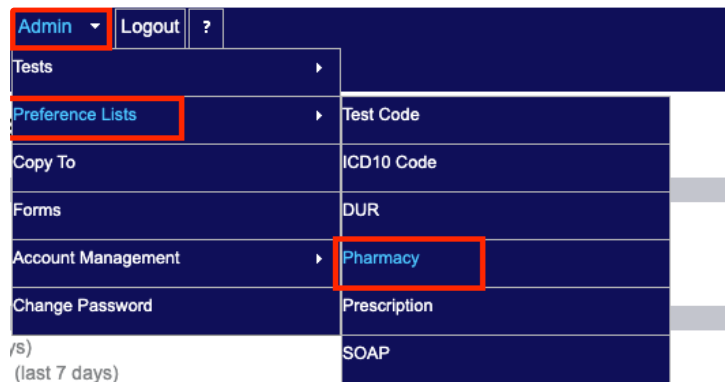 Admin Logout ?
Tests
Preference Lists Test Code
Copy To ICD10 Code
Forms DUR
Account Management Pharmacy
Change Password Prescription
SOAP
(last 7 days)